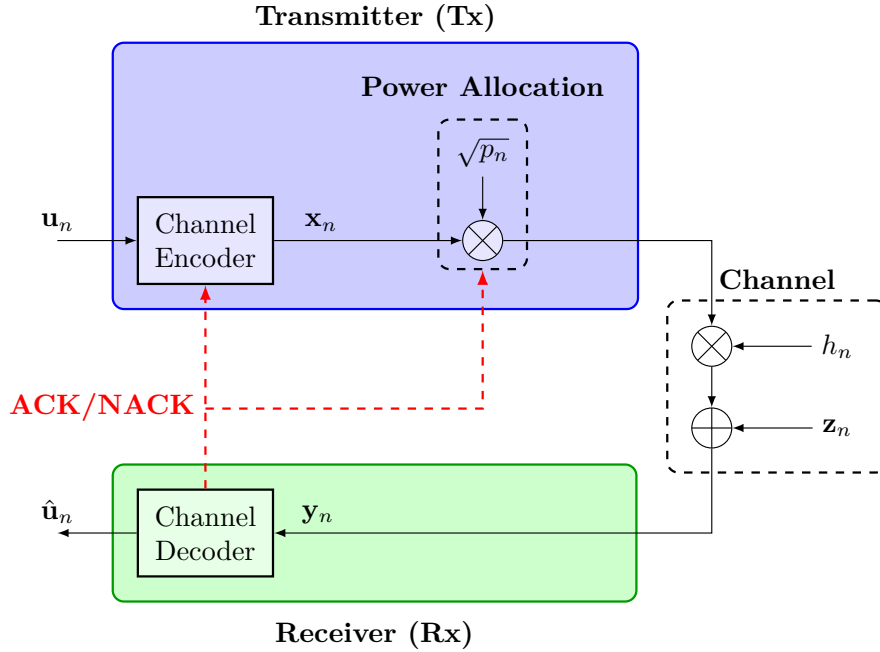 Transmitter (Tx)
Power Allocation
√pₙ
uₙ
Channel
Encoder
xₙ
Channel
hₙ
ACK/NACK
zₙ
ûₙ
Channel
Decoder
yₙ
Receiver (Rx)